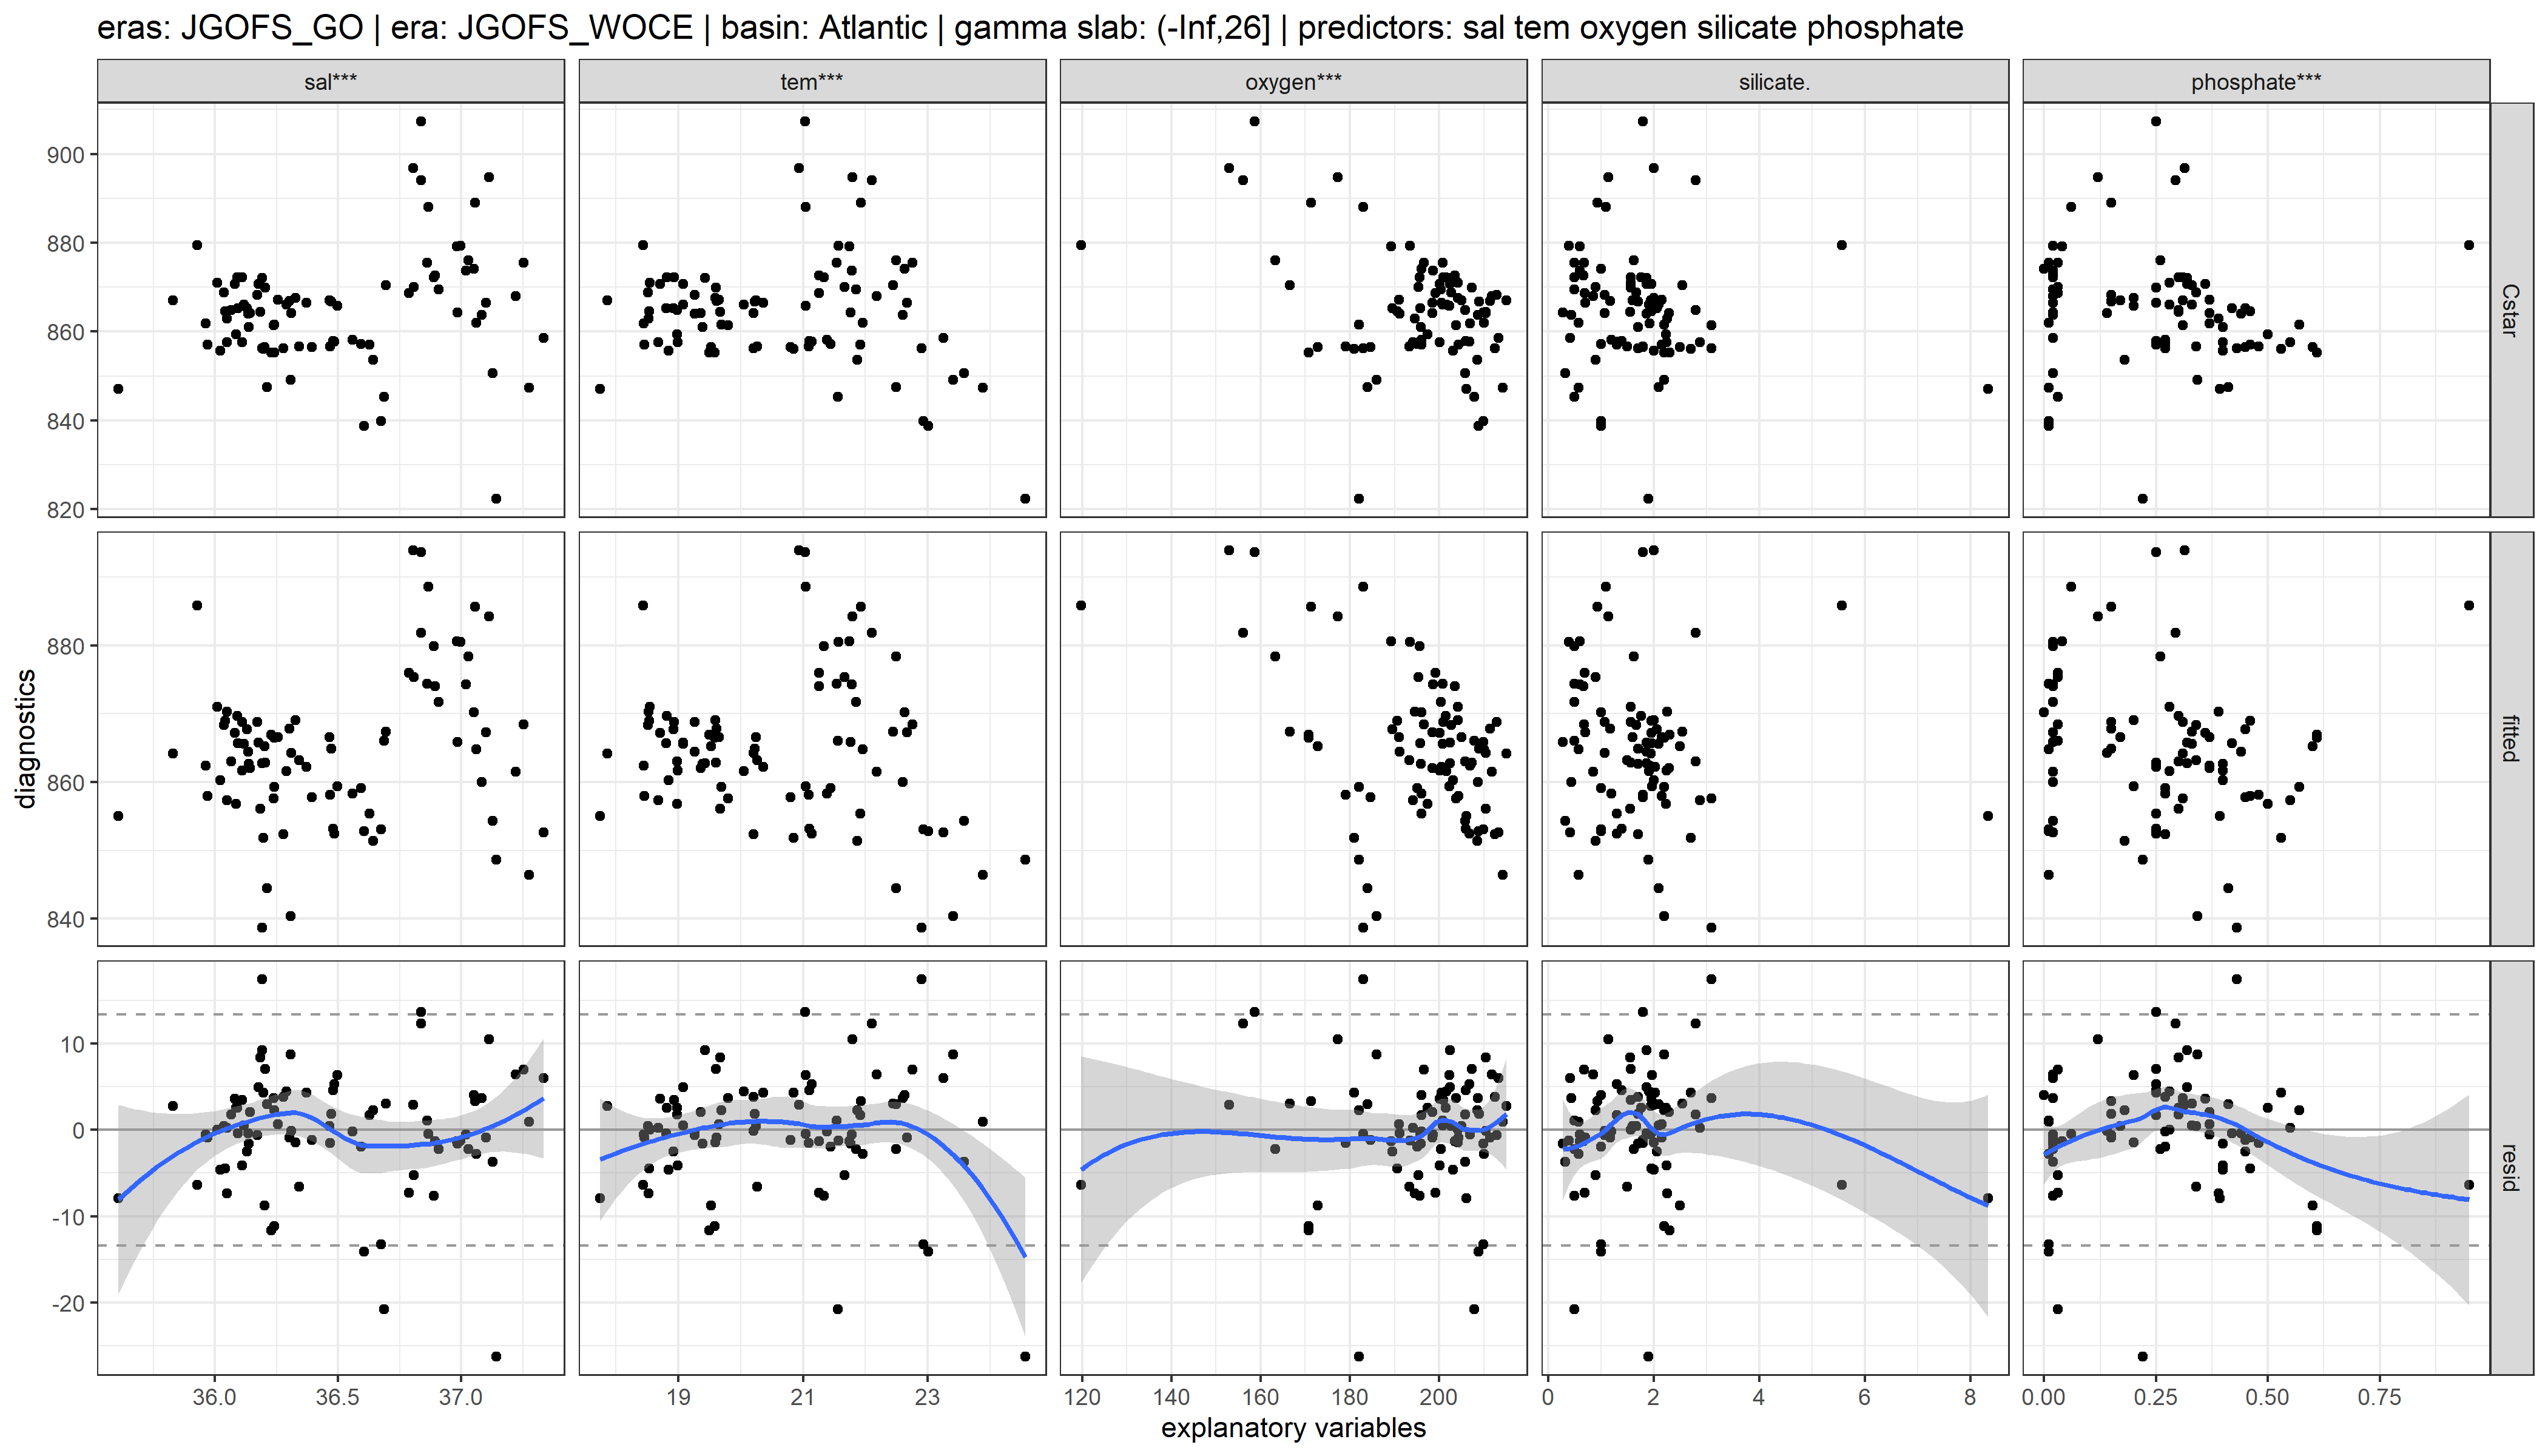 eras: JGOFS_GO | era: JGOFS_WOCE | basin: Atlantic | gamma slab: (-Inf,26] | predictors: sal tem oxygen silicate phosphate
sal*** tem*** oxygen*** silicate. phosphate***
900
880
860
840
820
Cstar
diagnostics
880
860
840
fitted
10
0
-10
-20
resid
36.0 36.5 37.0 19 21 23 120 140 160 180 200 0 2 4 6 8 0.00 0.25 0.50 0.75
explanatory variables